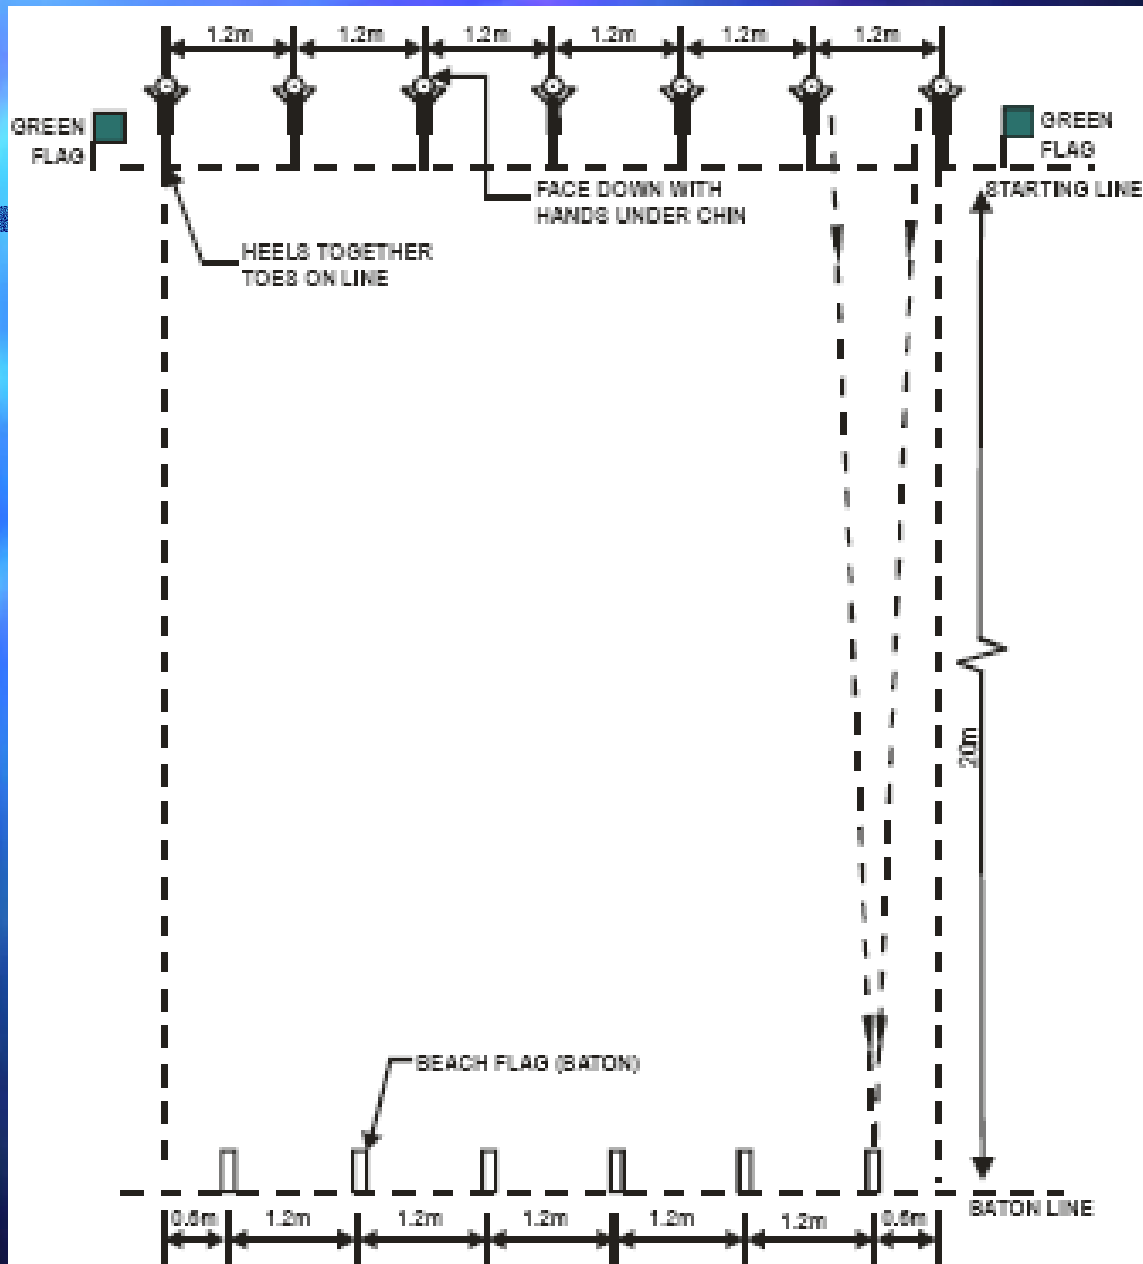 1.2m 1.2m 1.2m 1.2m 1.2m 1.2m
GREEN
FLAG
GREEN
FLAG
STARTING LINE
FACE DOWN WITH
HANDS UNDER CHIN
HEELS TOGETHER
TOES ON LINE
20m
BEACH FLAG (BATON)
BATON LINE
0.6m 1.2m 1.2m 1.2m 1.2m 1.2m 0.6m